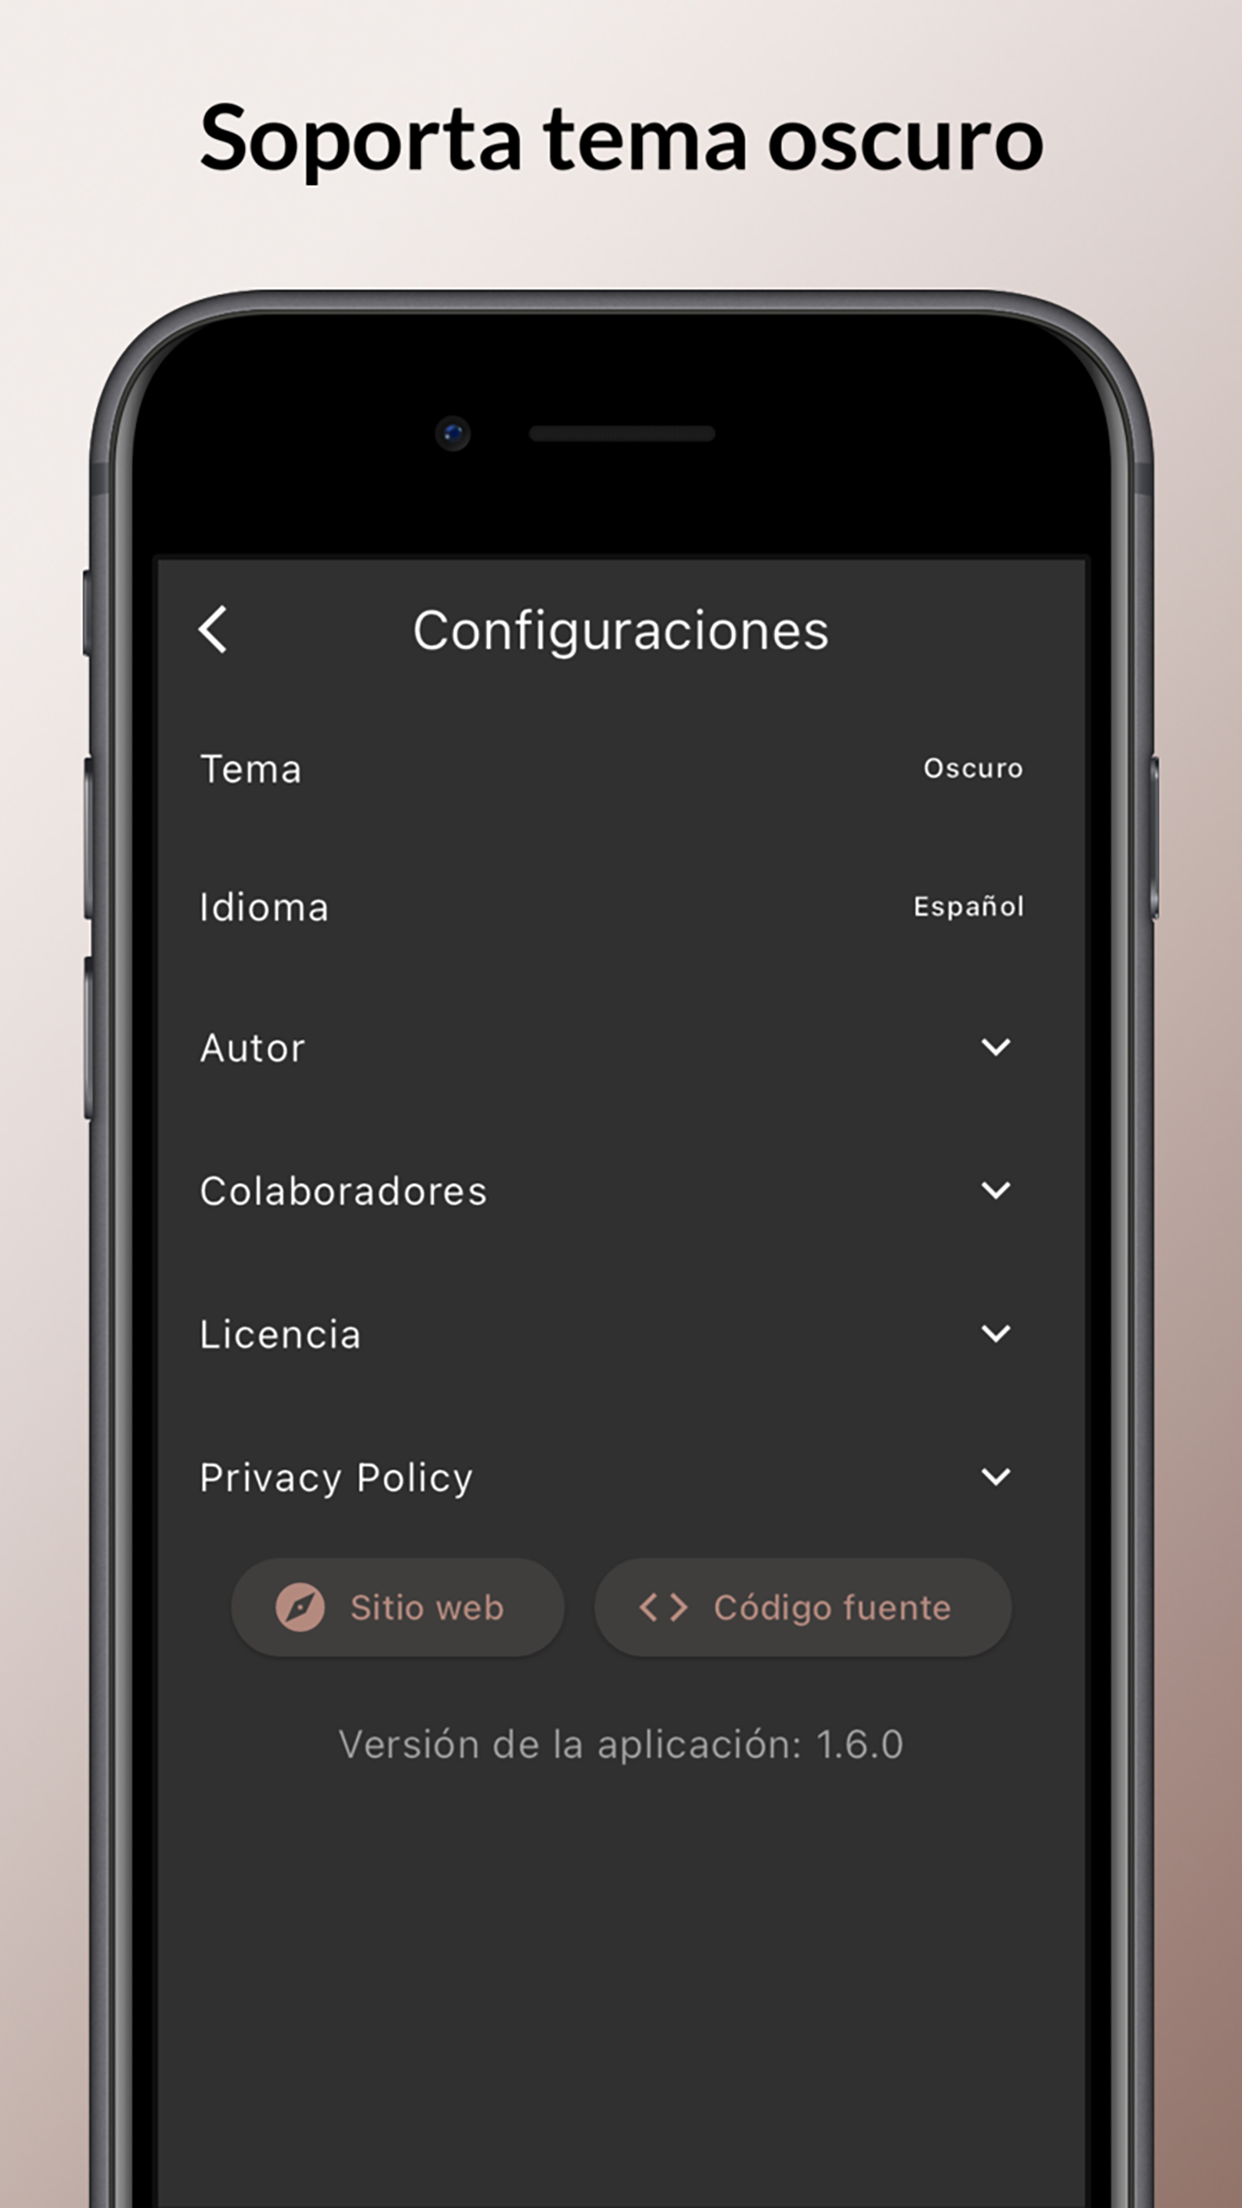 Soporta tema oscuro
Configuraciones
Tema
Oscuro
Idioma
Español
Autor
Colaboradores
Licencia
Privacy Policy
Sitio web
Código fuente
Versión de la aplicación: 1.6.0